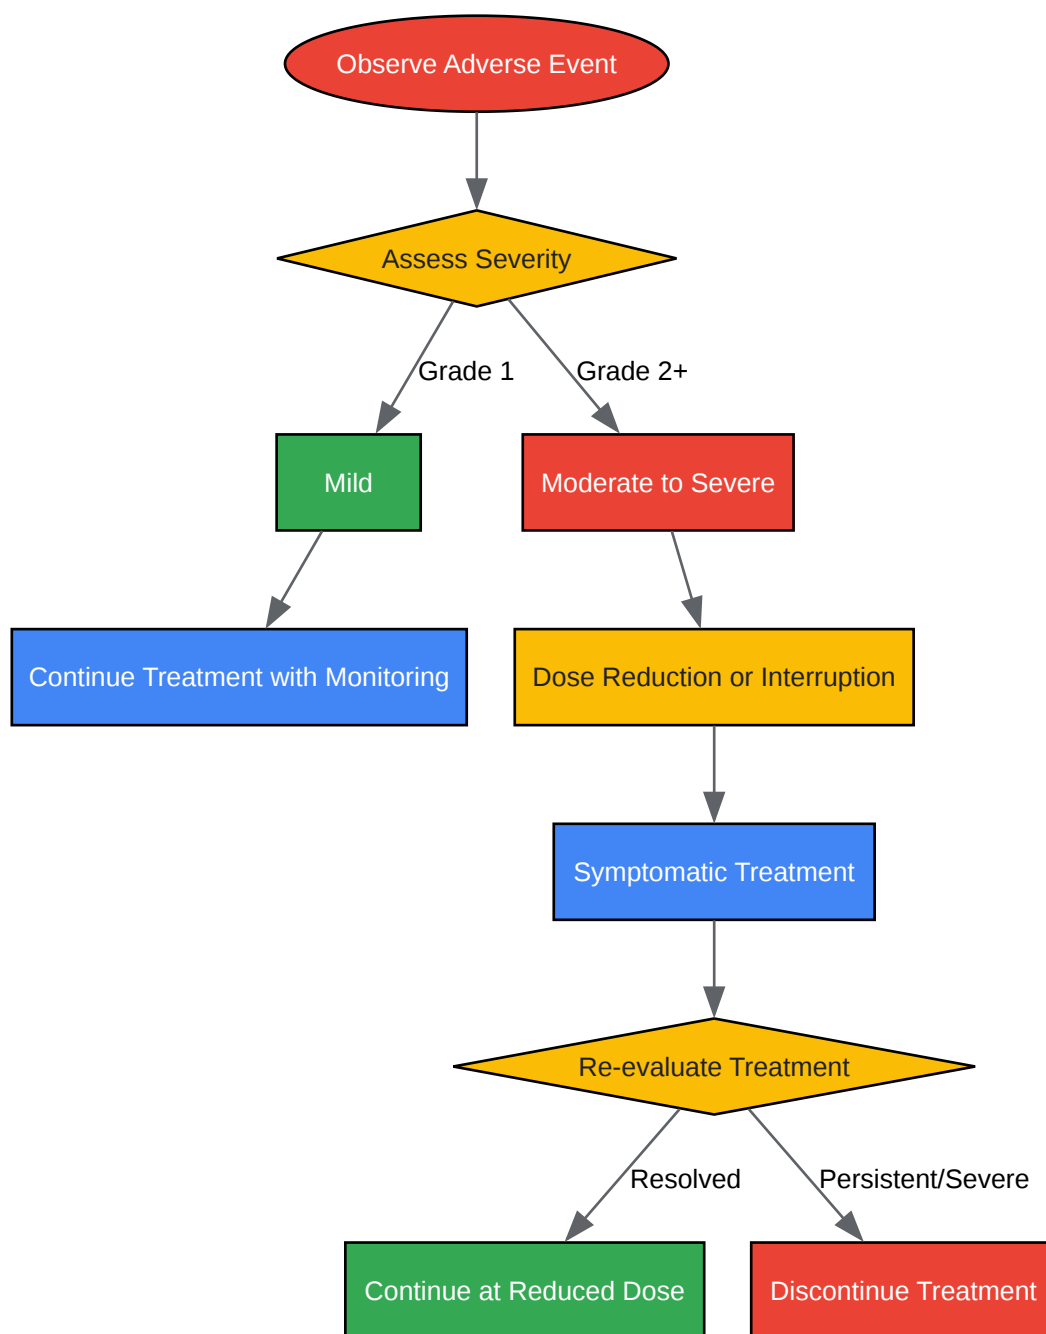 Observe Adverse Event
Assess Severity
Grade 1
Grade 2+
Mild
Moderate to Severe
Continue Treatment with Monitoring
Dose Reduction or Interruption
Symptomatic Treatment
Re-evaluate Treatment
Resolved
Persistent/Severe
Continue at Reduced Dose
Discontinue Treatment